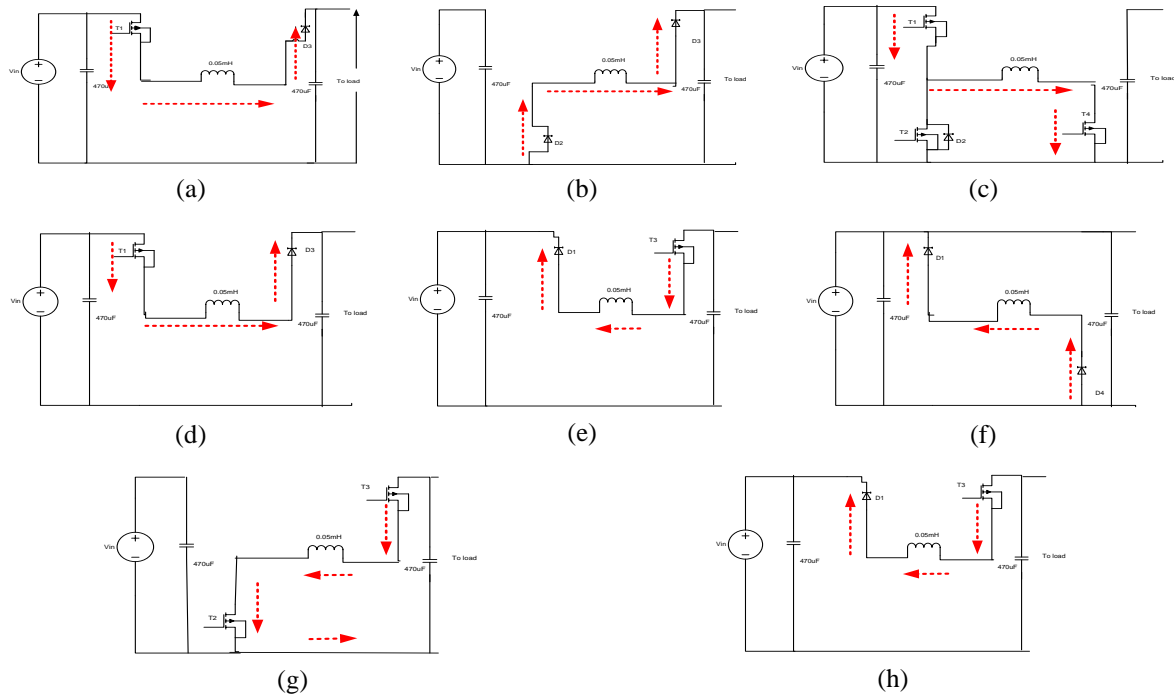 T1
D3
0.05mH
Vin
+
−
470uF
470uF
To load
(a)
D3
0.05mH
Vin
+
−
470uF
470uF
To load
D2
(b)
T1
0.05mH
Vin
+
−
470uF
T2
D2
T4
470uF
To load
(c)
T1
D3
0.05mH
Vin
+
−
470uF
470uF
To load
(d)
D1
T3
0.05mH
Vin
+
−
470uF
470uF
To load
(e)
D1
0.05mH
Vin
+
−
470uF
470uF
To load
D4
(f)
T3
0.05mH
Vin
+
−
470uF
470uF
To load
T2
(g)
D1
T3
0.05mH
Vin
+
−
470uF
470uF
To load
(h)